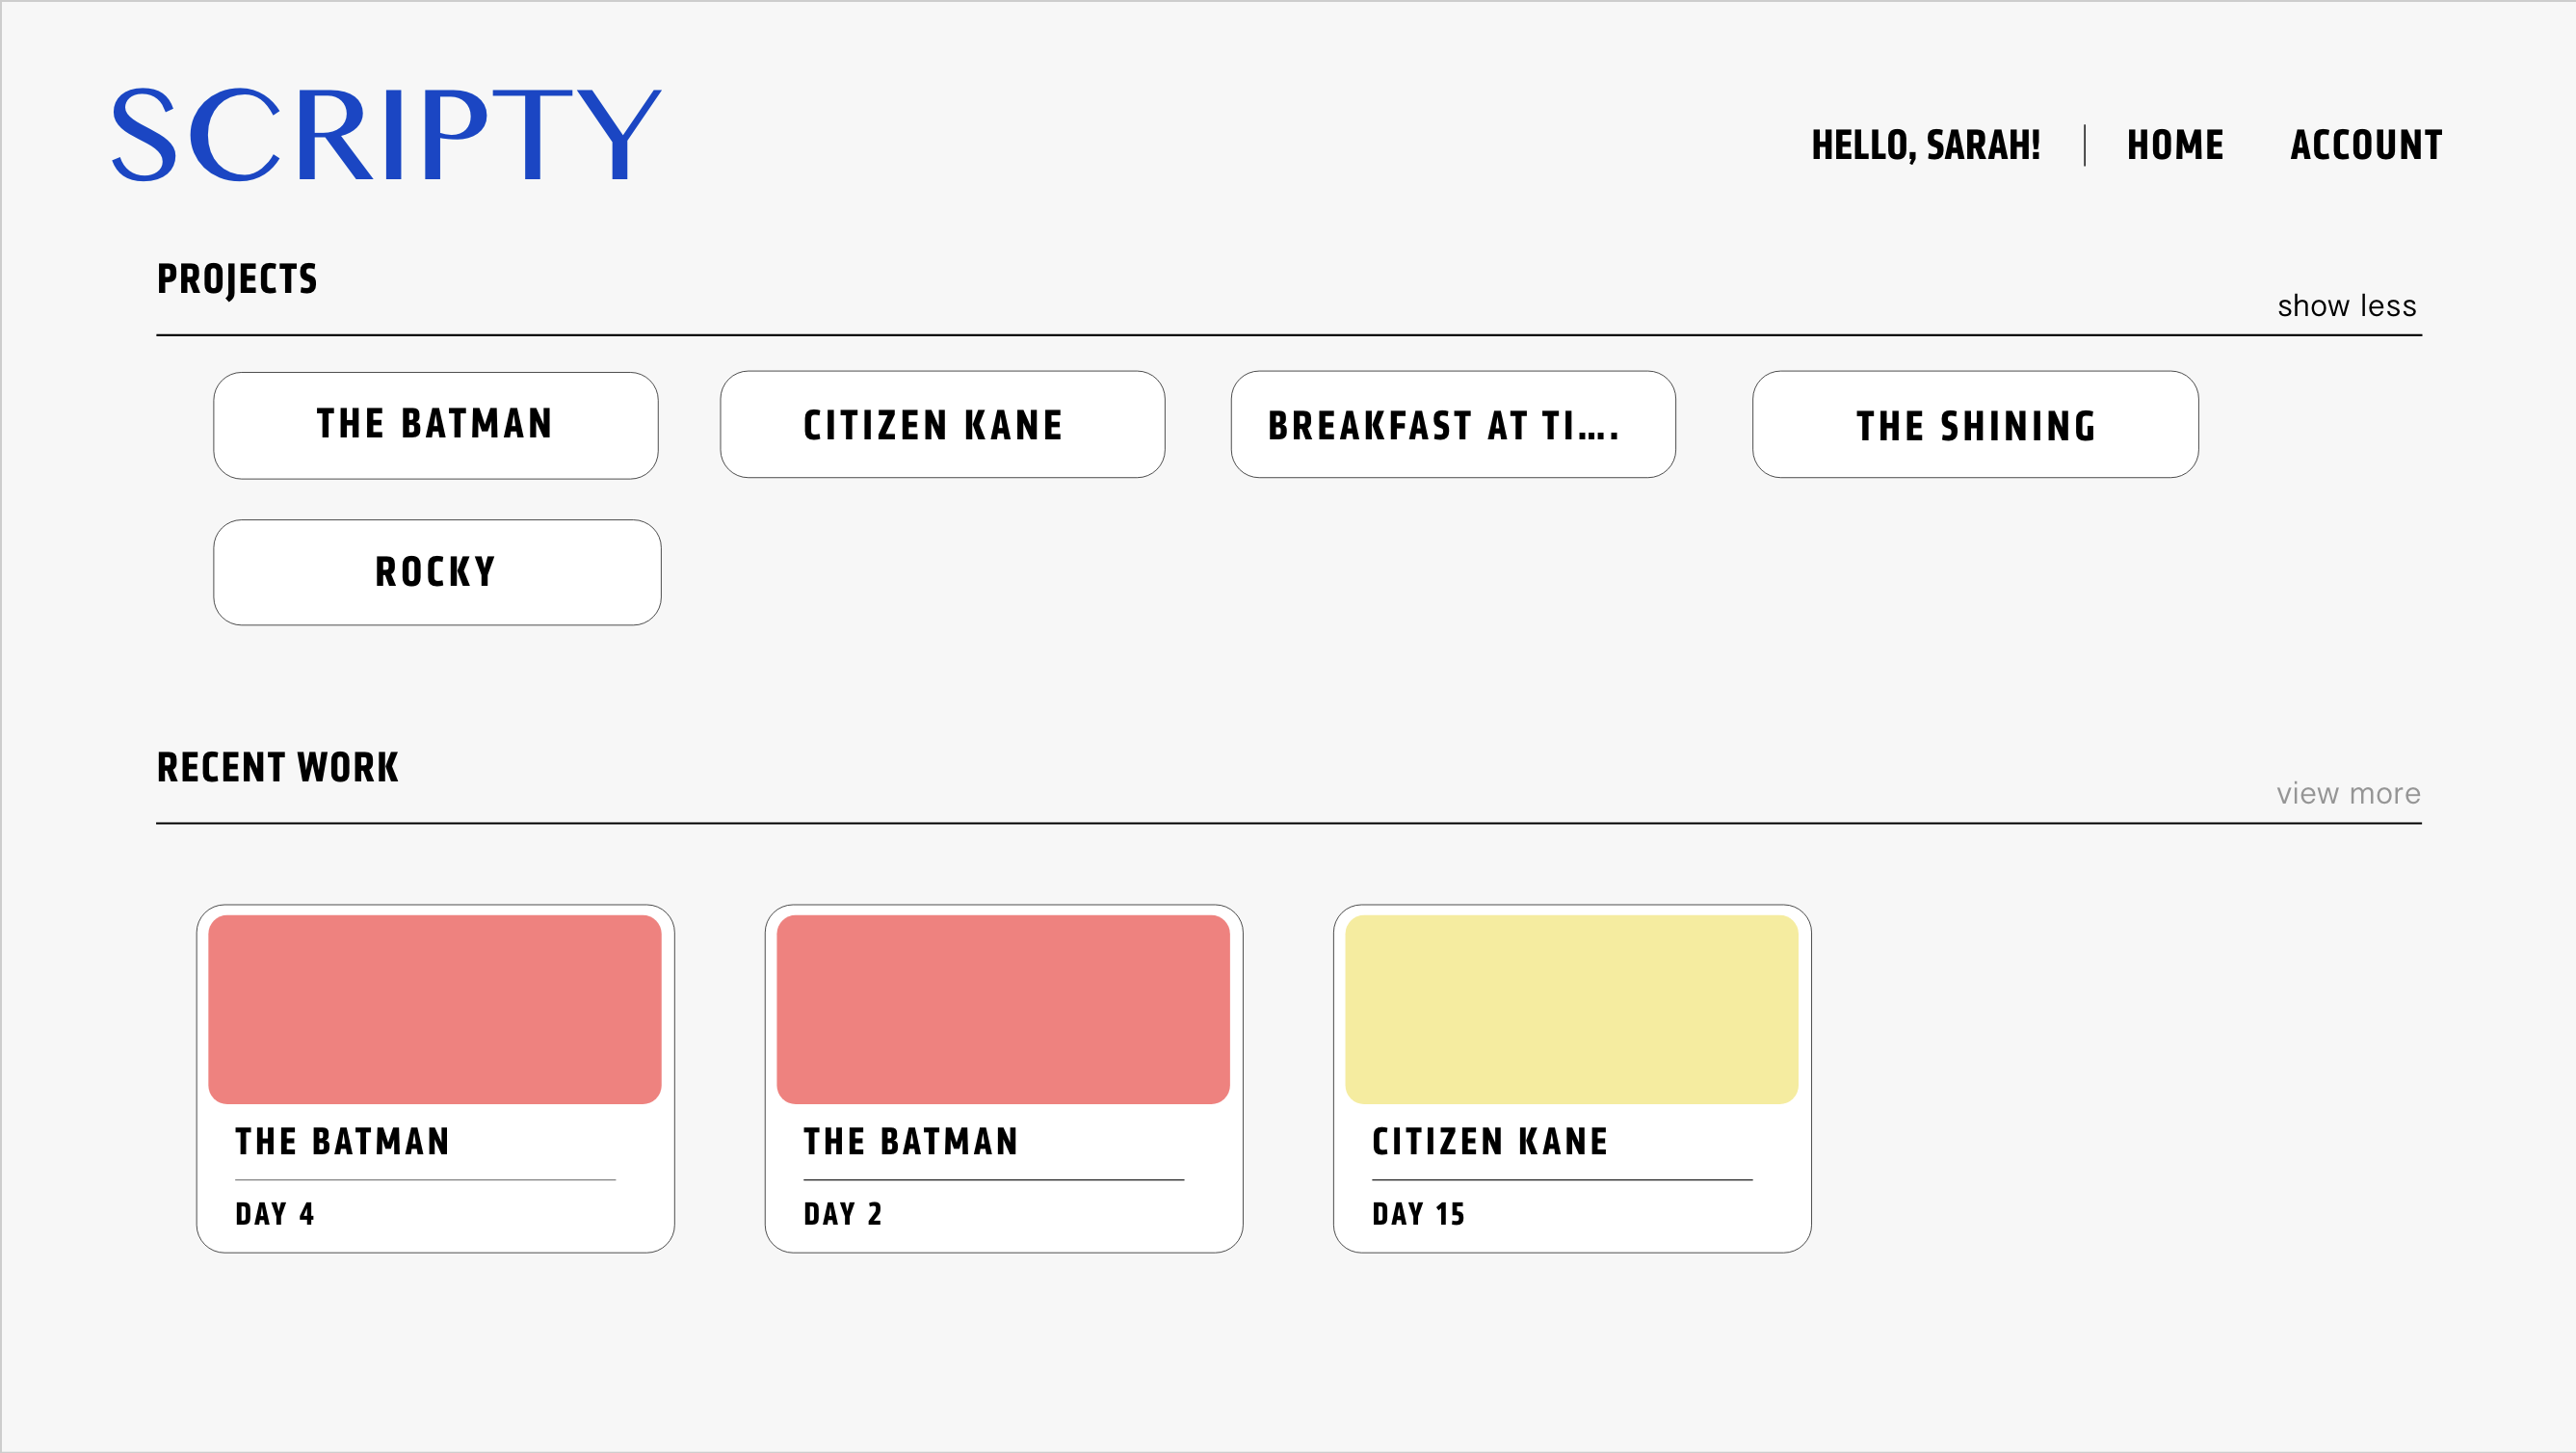 SCRIPTY
HELLO, SARAH! HOME ACCOUNT
PROJECTS
show less
THE BATMAN
CITIZEN KANE
BREAKFAST AT TI....
THE SHINING
ROCKY
RECENT WORK
view more
THE BATMAN
DAY 4
THE BATMAN
DAY 2
CITIZEN KANE
DAY 15